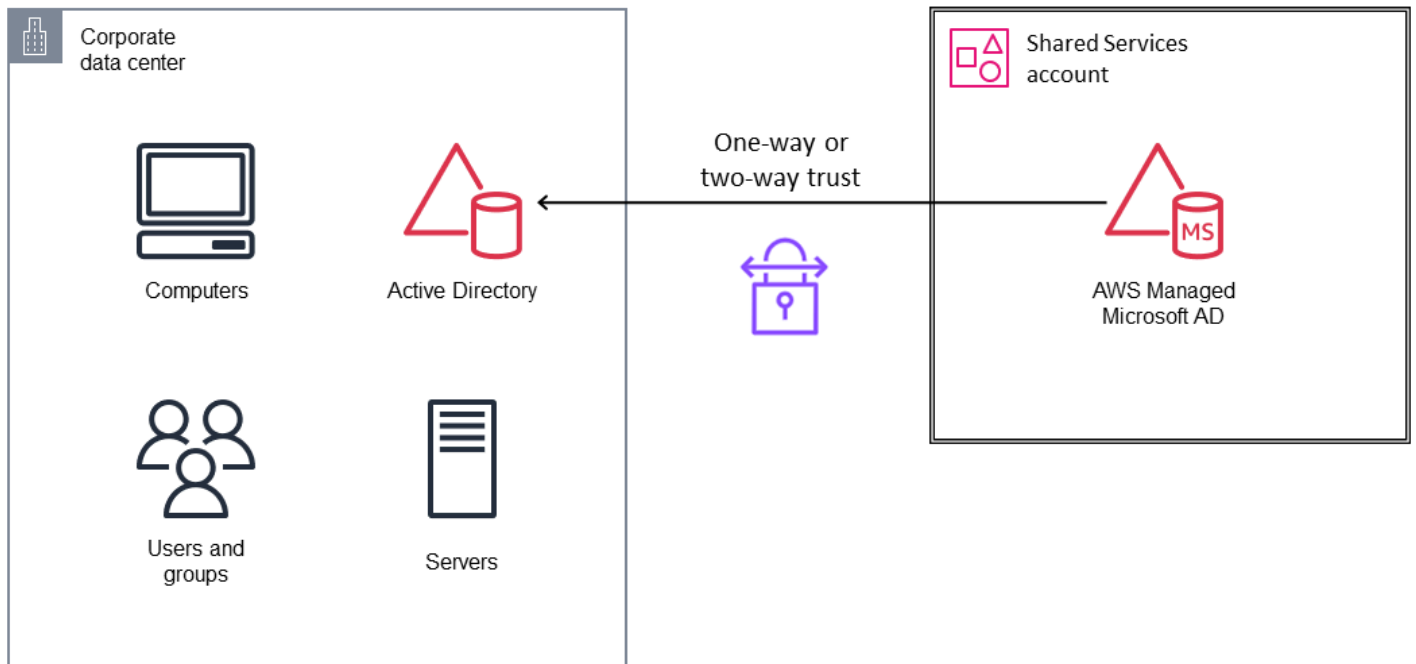 Corporate
data center
Shared Services
account
One-way or
two-way trust
MS
Computers
Active Directory
AWS Managed
Microsoft AD
Users and
groups
Servers